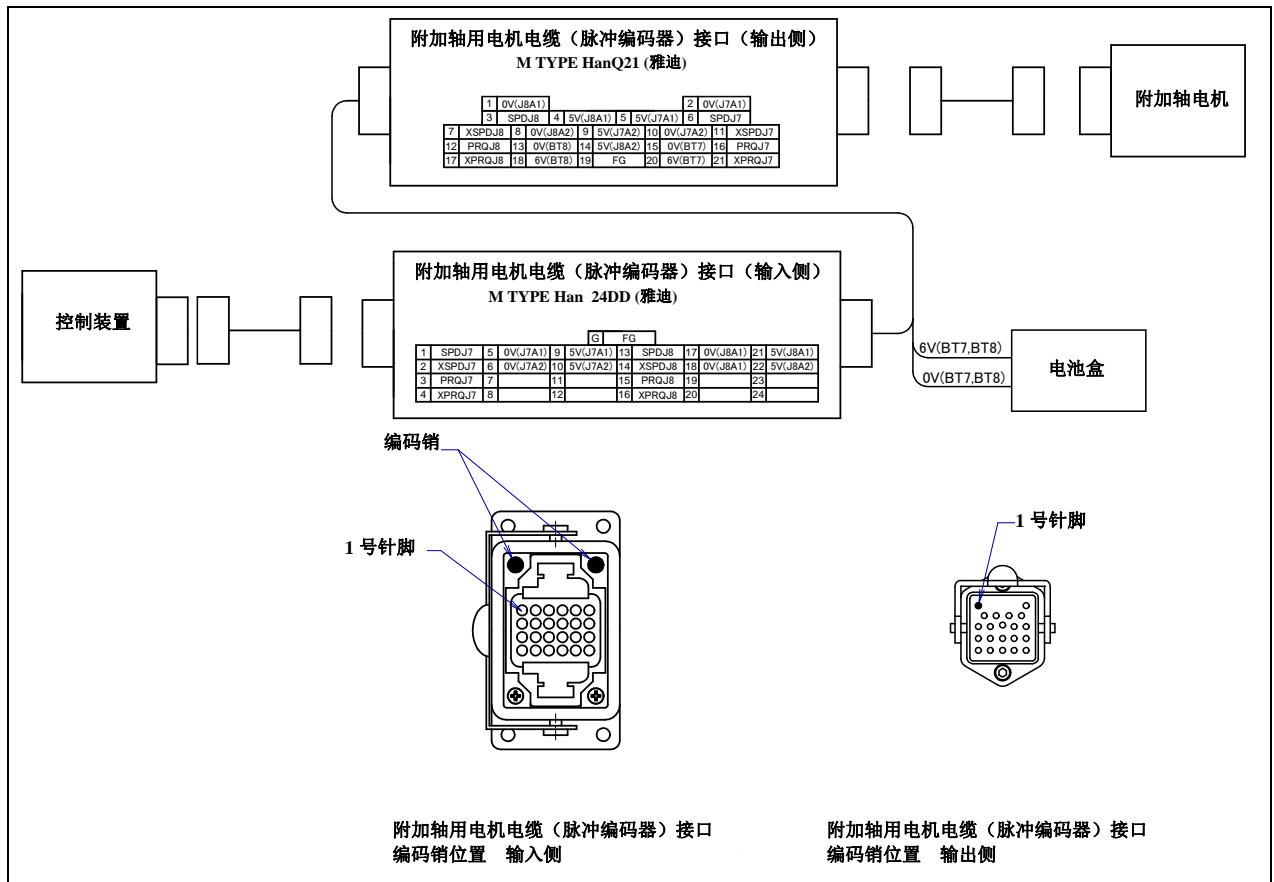 附加轴用电机电缆（脉冲编码器）接口（输出侧）
M TYPE HanQ21 (雅迪)
1 0V(J8A1) 2 0V(J7A1)
3 SPDJ8 4 5V(J8A1) 5 5V(J7A1) 6 SPDJ7
7 XSPDJ8 8 0V(J8A2) 9 5V(J7A2) 10 0V(J7A2) 11 XSPDJ7
12 PRQJ8 13 0V(BT8) 14 5V(J8A2) 15 0V(BT7) 16 PRQJ7
17 XPRQJ8 18 6V(BT8) 19 FG 20 6V(BT7) 21 XPRQJ7
附加轴电机
控制装置
附加轴用电机电缆（脉冲编码器）接口（输入侧）
M TYPE Han 24DD (雅迪)
G FG
1 SPDJ7 5 0V(J7A1) 9 5V(J7A1) 13 SPDJ8 17 0V(J8A1) 21 5V(J8A1)
2 XSPDJ7 6 0V(J7A2) 10 5V(J7A2) 14 XSPDJ8 18 0V(J8A1) 22 5V(J8A2)
3 PRQJ7 7 11 15 PRQJ8 19 23
4 XPRQJ7 8 12 16 XPRQJ8 20 24
6V(BT7,BT8)
0V(BT7,BT8)
电池盒
编码销
1 号针脚
1 号针脚
附加轴用电机电缆（脉冲编码器）接口
编码销位置 输入侧
附加轴用电机电缆（脉冲编码器）接口
编码销位置 输出侧